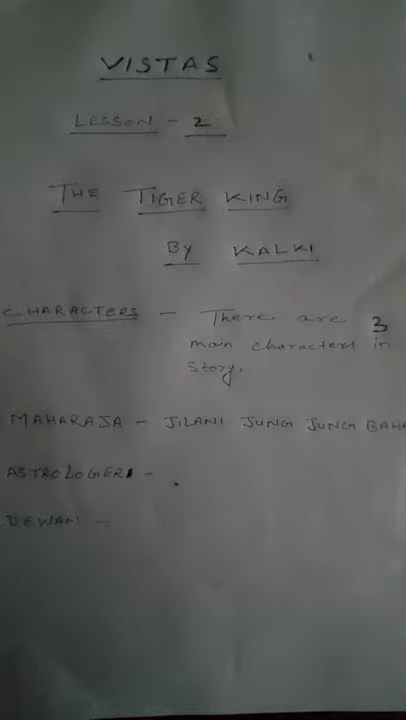 VISTAS
LESSON - 2
THE TIGER KING
By KALKI
CHARACTERS - There are 3
main characters in
story.
MAHARAJA - JILANI JUNG JUNG BAHA
ASTROLOGER -
DEWAN -